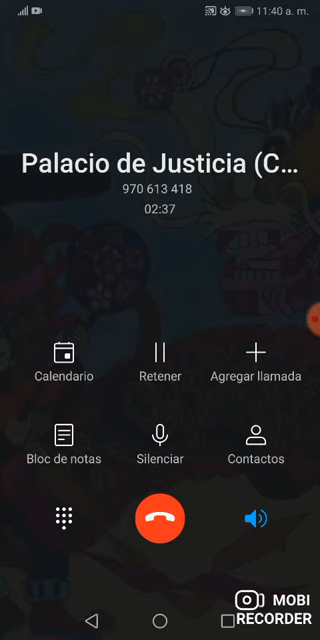 11:40 a. m.
Palacio de Justicia (C...
970 613 418
02:37
Calendario
Retener
Agregar llamada
Bloc de notas
Silenciar
Contactos
MOBI
RECORDER